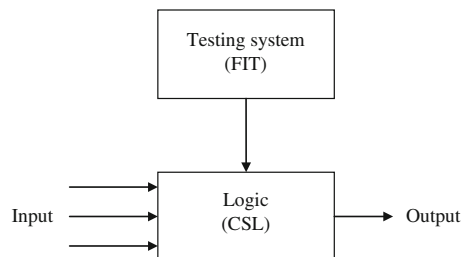 Testing system
(FIT)
Logic
(CSL)
Input
Output